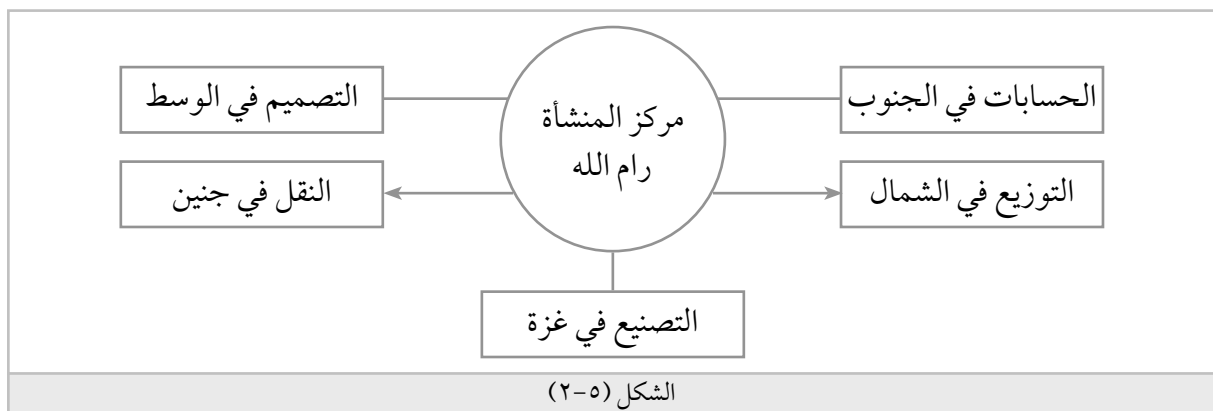 الحسابات في الجنوب
التصميم في الوسط
مركز المنشأة
رام الله
التوزيع في الشمال
النقل في جنين
التصنيع في غزة
الشكل (٥-٢)